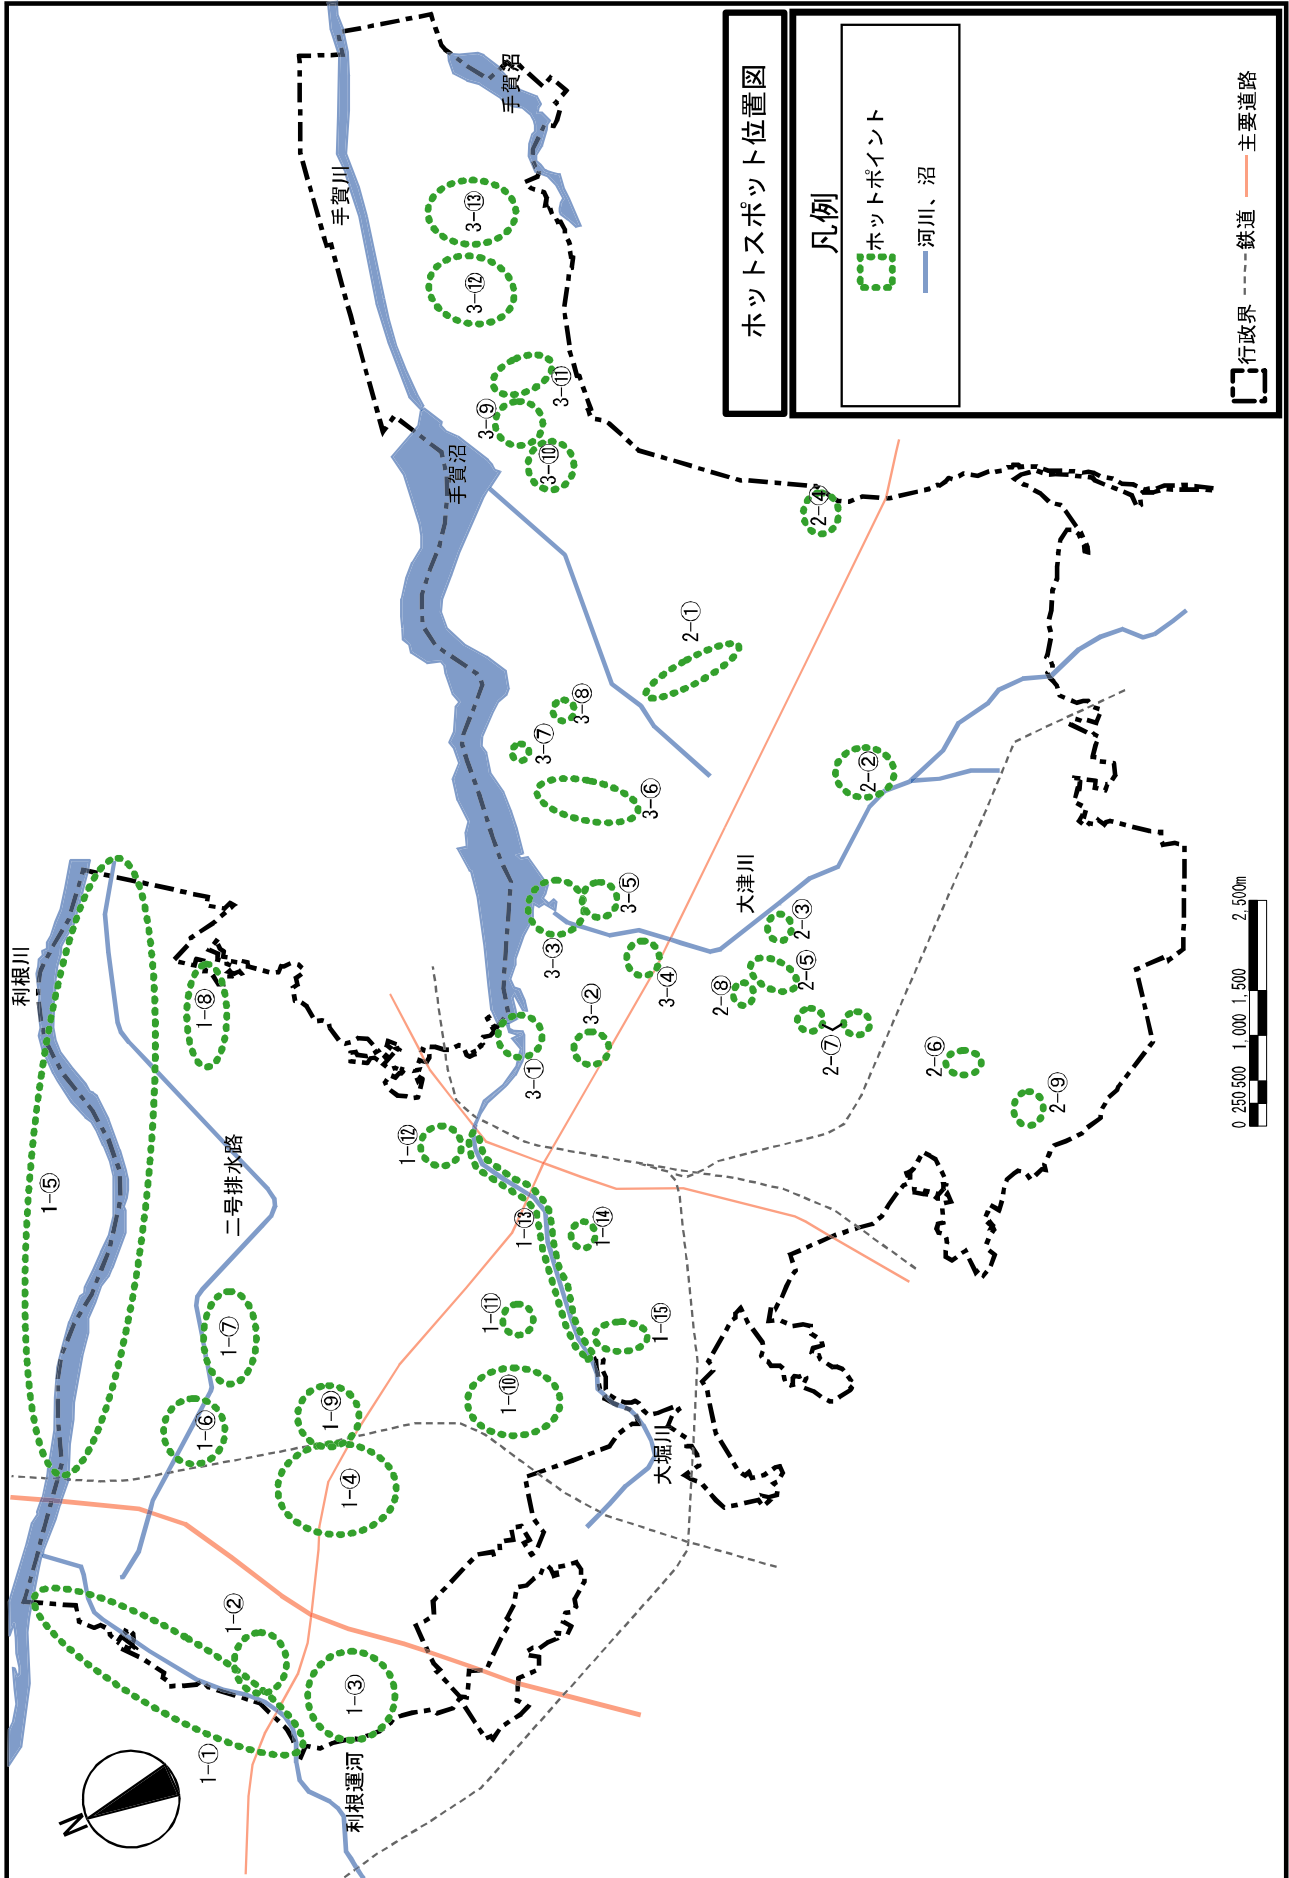 ホットスポット位置図
凡例
ホットポイント
河川、沼
行政界
鉄道
主要道路
N
利根川
利根運河
二号排水路
大堀川
大津川
手賀沼
手賀川
手賀沼
1-①
1-②
1-③
1-④
1-⑤
1-⑥
1-⑦
1-⑧
1-⑨
1-⑩
1-⑪
1-⑫
1-⑬
1-⑭
1-⑮
2-①
2-②
2-③
2-④
2-⑤
2-⑥
2-⑦
2-⑧
2-⑨
3-①
3-②
3-③
3-④
3-⑤
3-⑥
3-⑦
3-⑧
3-⑨
3-⑩
3-⑪
3-⑫
3-⑬
0 250 500 1,000 1,500 2,500m